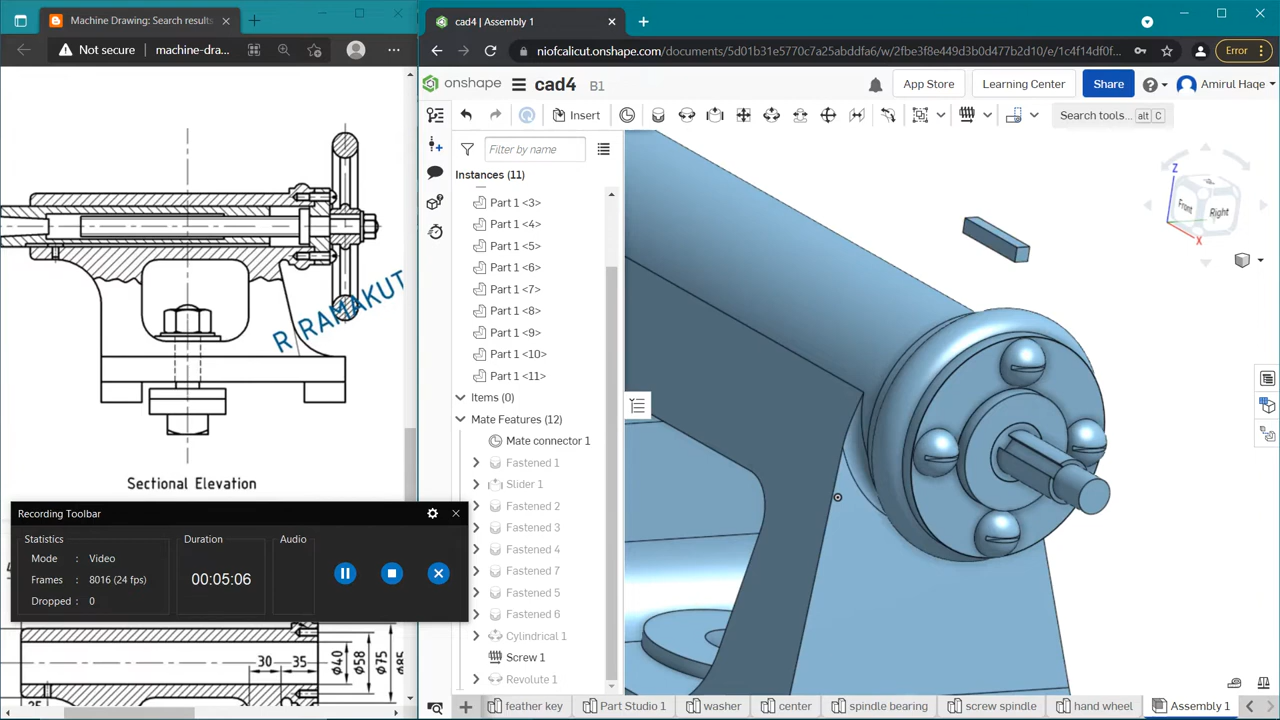 Machine Drawing: Search results
Not secure
machine-dra...
R RAMAKUT
Sectional Elevation
Recording Toolbar
Statistics
Mode : Video
Frames : 8016 (24 fps)
Dropped : 0
Duration
00:05:06
Audio
30
35
ϕ40
ϕ58
ϕ75
cad4 | Assembly 1
niofcalicut.onshape.com/documents/5d01b31e5770c7a25abddfa6/w/2fbe3f8e449d3b0d477b2d10/e/1c4f14df0f...
Error
onshape
cad4
B1
App Store
Learning Center
Share
Amirul Haqe
Insert
Search tools...
alt C
Filter by name
Instances (11)
Part 1 <3>
Part 1 <4>
Part 1 <5>
Part 1 <6>
Part 1 <7>
Part 1 <8>
Part 1 <9>
Part 1 <10>
Part 1 <11>
Items (0)
Mate Features (12)
Mate connector 1
Fastened 1
Slider 1
Fastened 2
Fastened 3
Fastened 4
Fastened 7
Fastened 5
Fastened 6
Cylindrical 1
Screw 1
Revolute 1
Z
Front
Right
X
feather key
Part Studio 1
washer
center
spindle bearing
screw spindle
hand wheel
Assembly 1